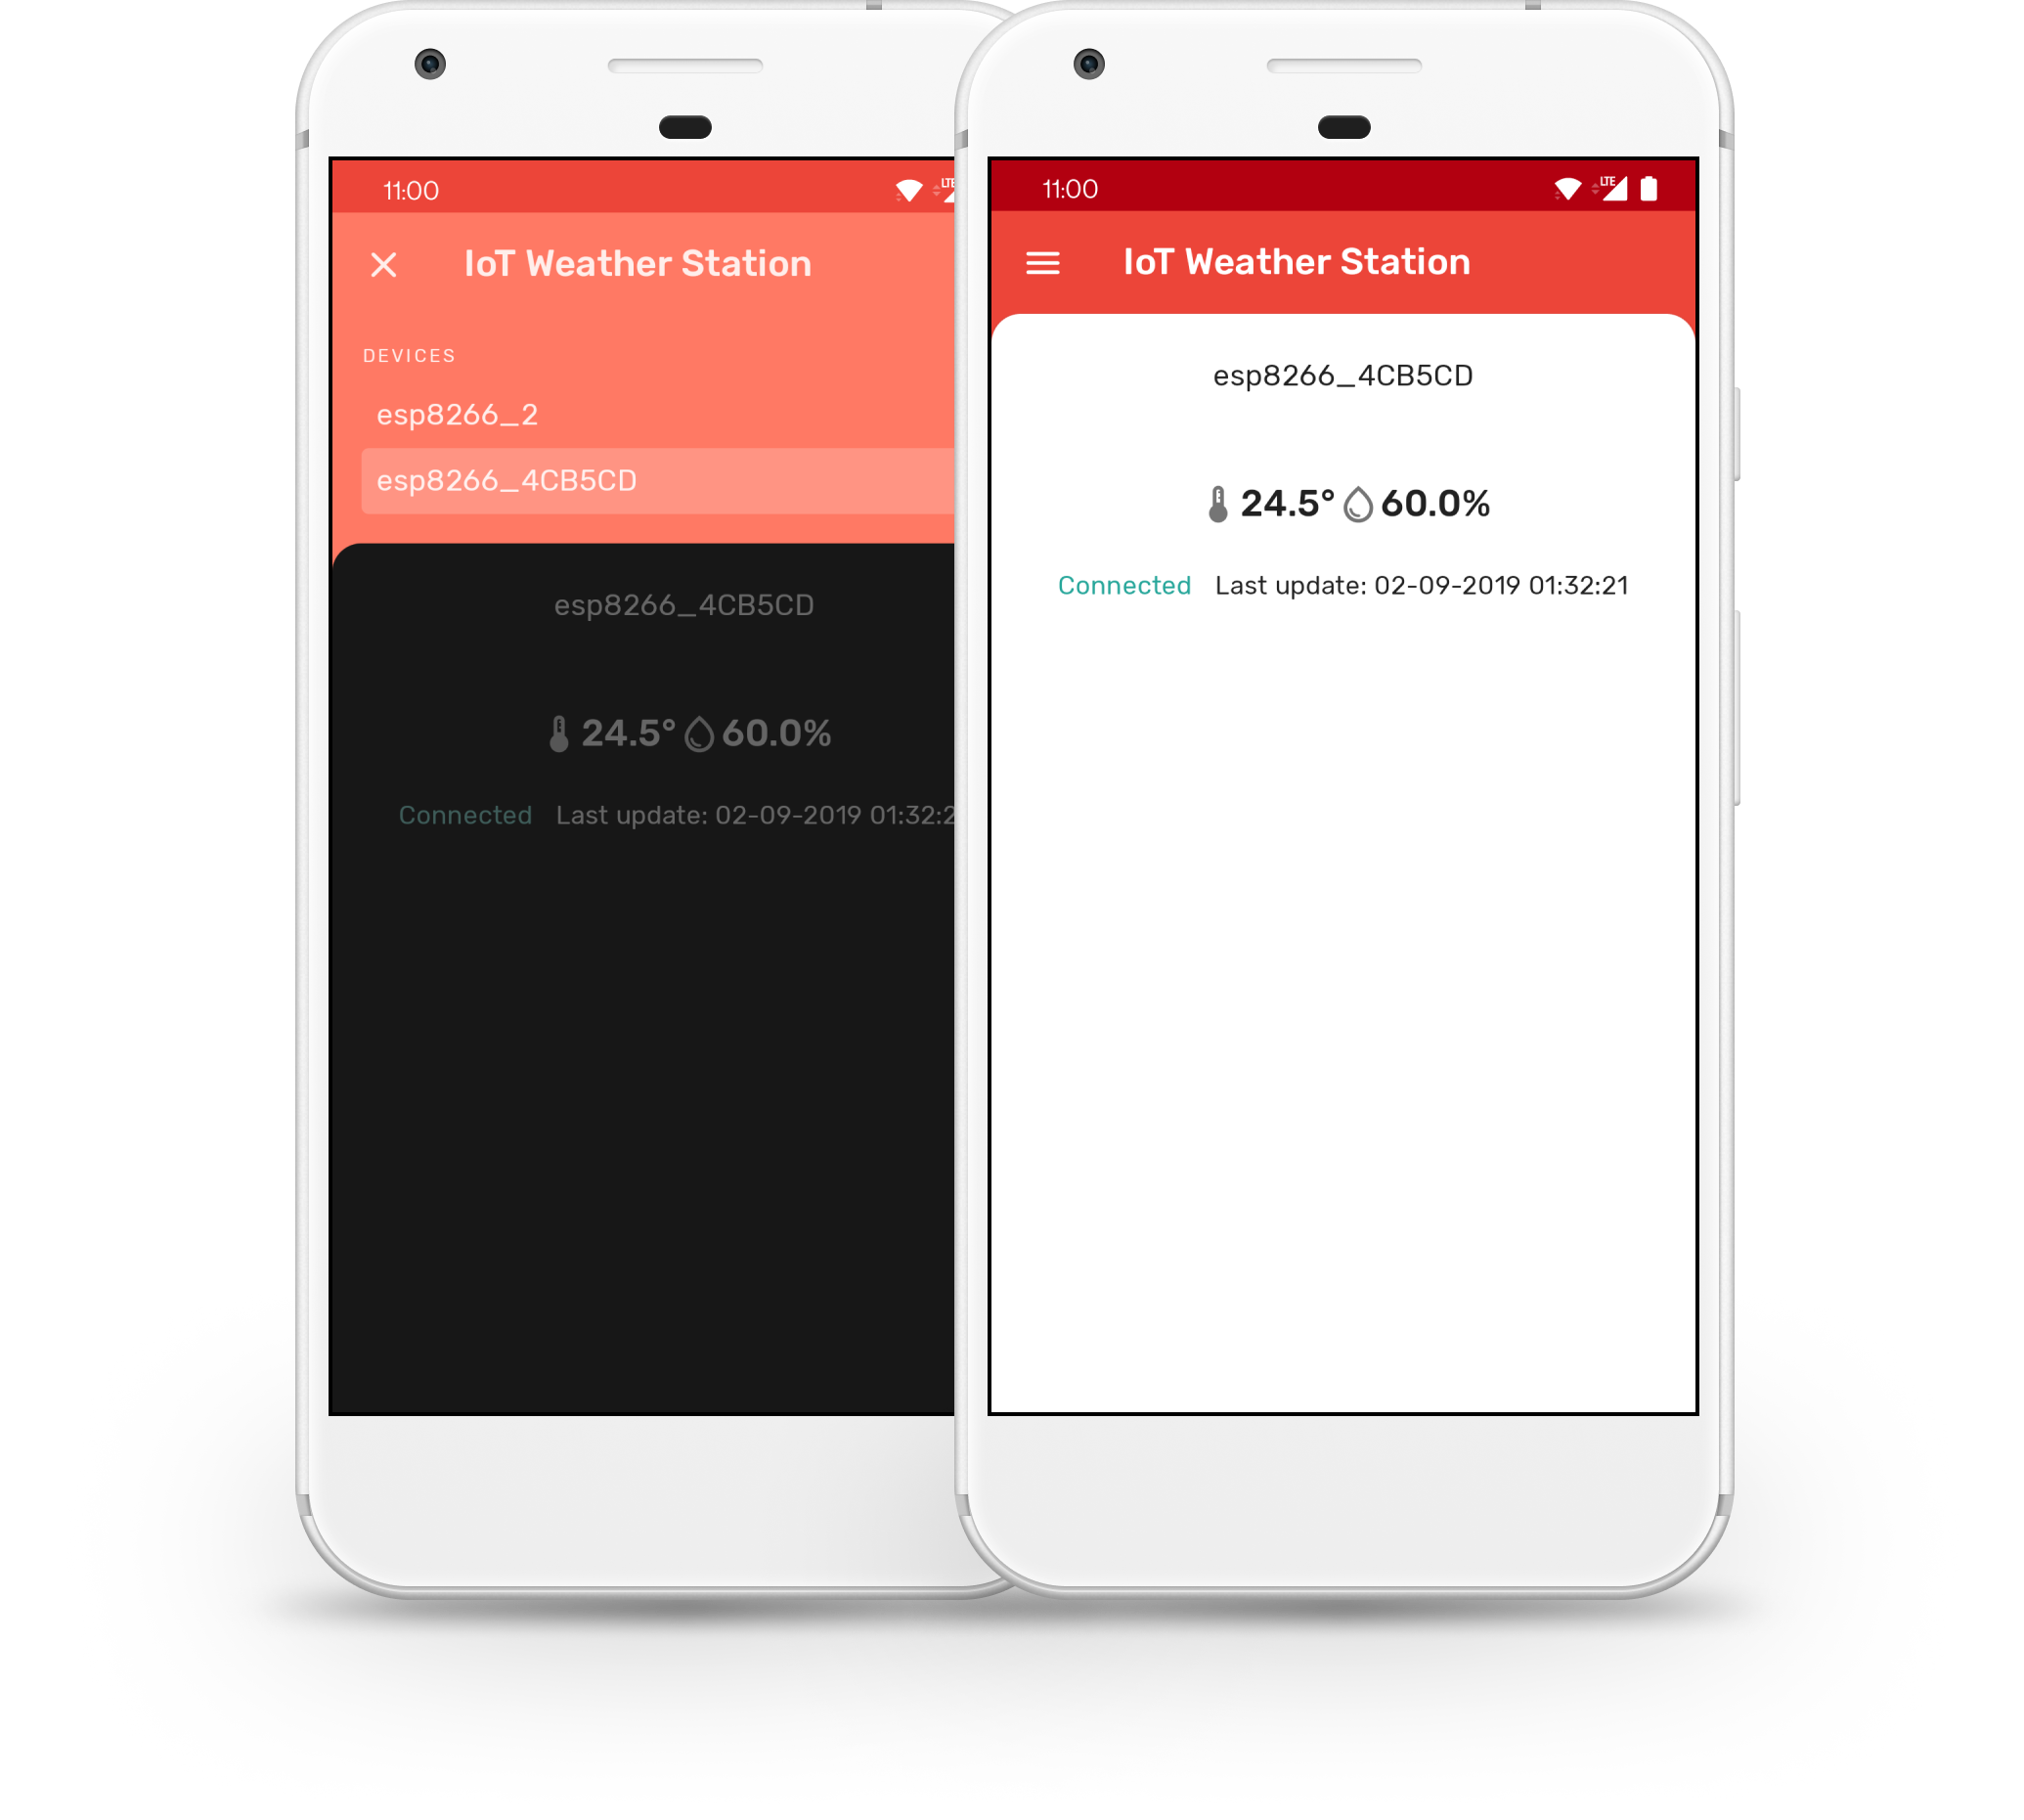 11:00 LTE
IoT Weather Station
DEVICES
esp8266_2
esp8266_4CB5CD
esp8266_4CB5CD
24.5° 60.0%
Connected Last update: 02-09-2019 01:32:2
11:00 LTE
IoT Weather Station
esp8266_4CB5CD
24.5° 60.0%
Connected Last update: 02-09-2019 01:32:21